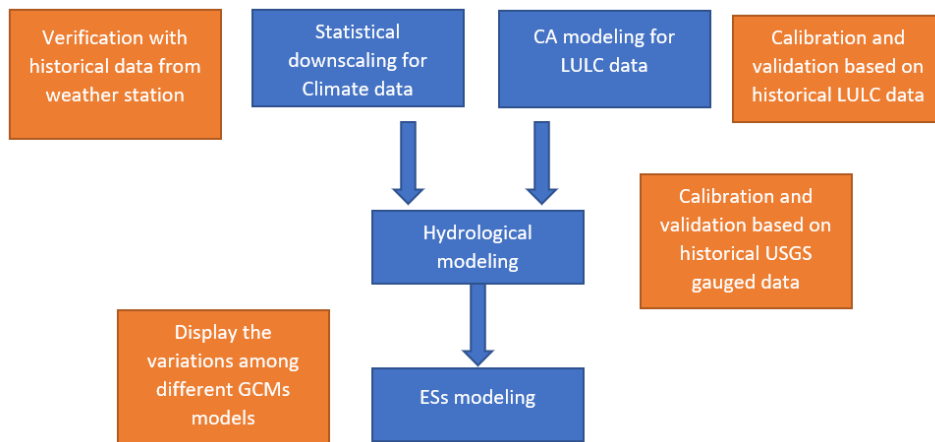 Verification with
historical data from
weather station
Statistical
downscaling for
Climate data
CA modeling for
LULC data
Calibration and
validation based on
historical LULC data
Hydrological
modeling
Calibration and
validation based on
historical USGS
gauged data
Display the
variations among
different GCMs
models
ESs modeling